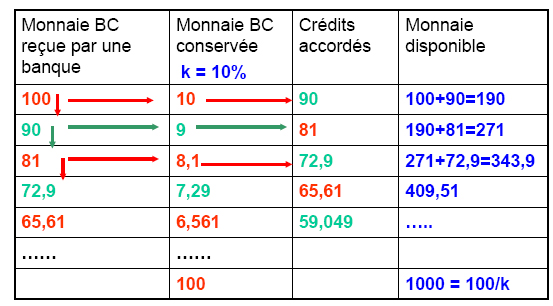 Monnaie BC reçue par une banque
Monnaie BC conservée k = 10%
Crédits accordés
Monnaie disponible
100 10 90 100+90=190
90 9 81 190+81=271
81 8,1 72,9 271+72,9=343,9
72,9 7,29 65,61 409,51
65,61 6,561 59,049 …..
…… ……
100 1000 = 100/k